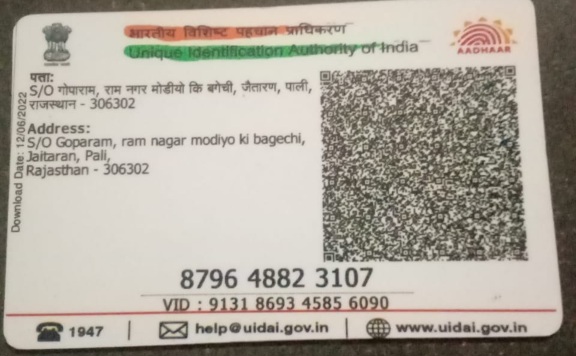 भारतीय विशिष्ट पहचान प्राधिकरण
Unique Identification Authority of India
AADHAAR
पता:
S/O गोपाराम, राम नगर मोडीयो कि बगेची, जैतारण, पाली,
राजस्थान - 306302
Address:
S/O Goparam, ram nagar modiyo ki bagechi,
Jaitaran, Pali,
Rajasthan - 306302
Download Date: 12/06/2022
8796 4882 3107
VID : 9131 8693 4585 6090
1947
help@uidai.gov.in
www.uidai.gov.in